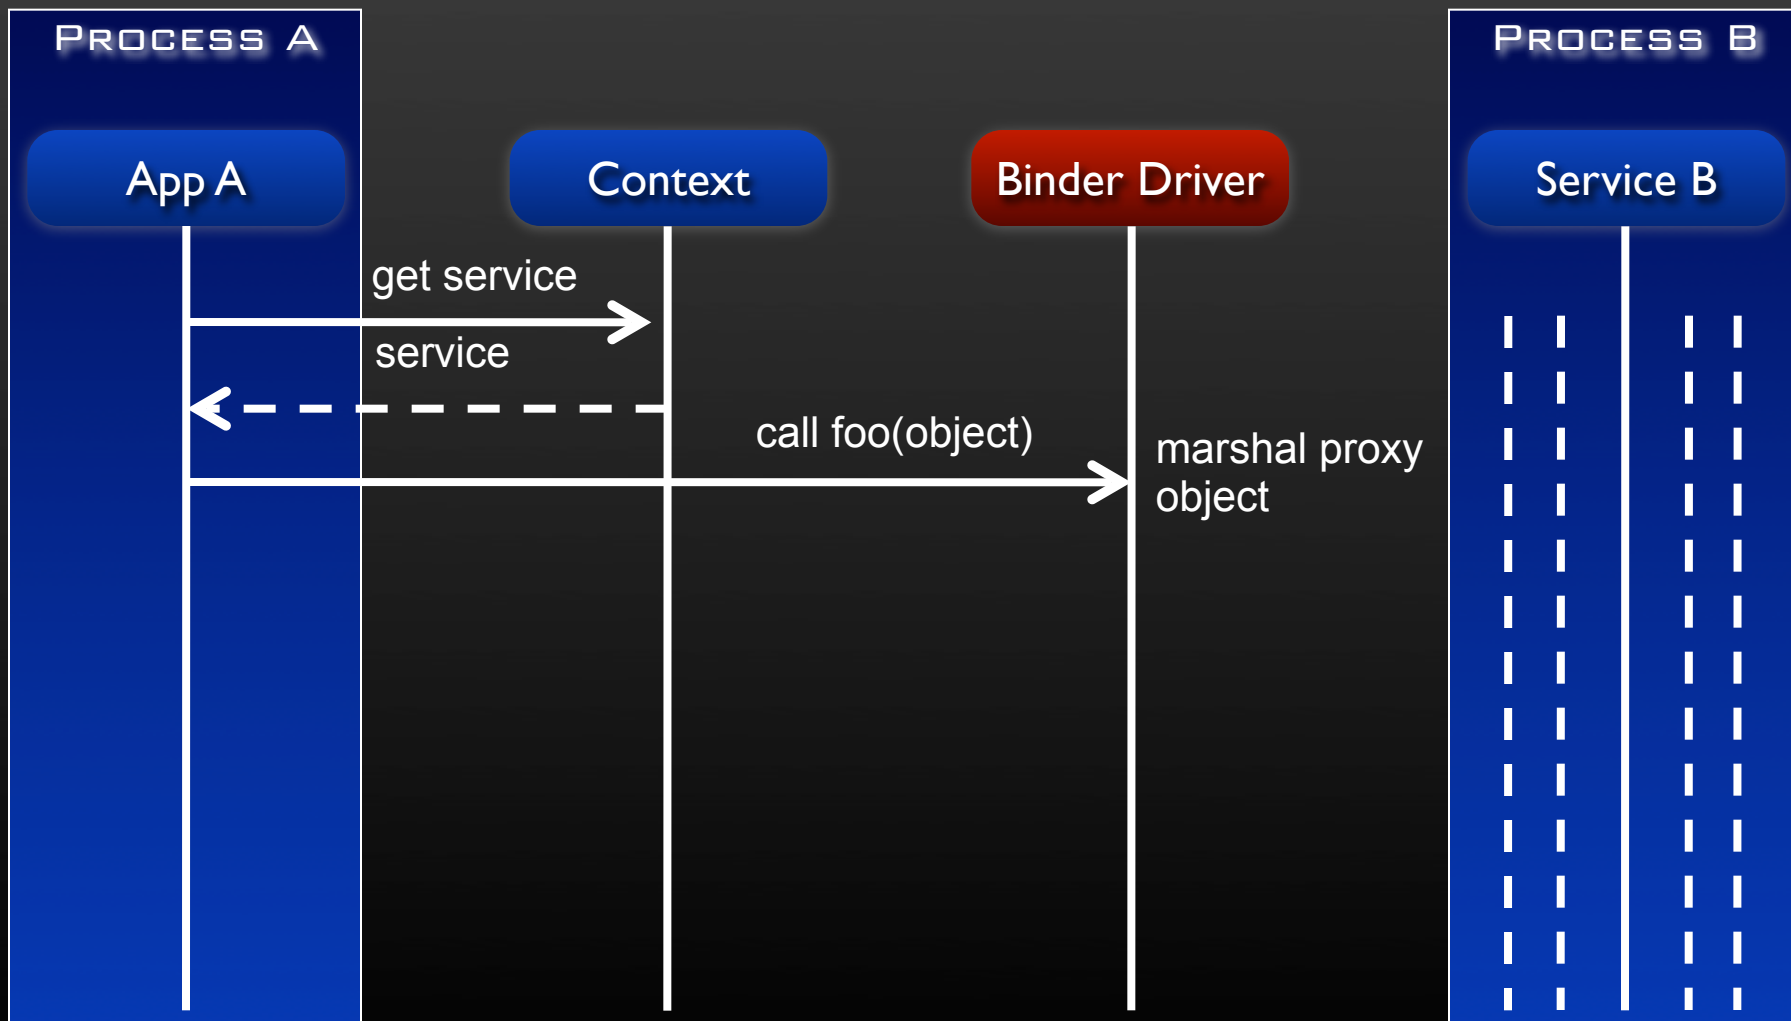 Process A
Process B
App A
Context
Binder Driver
Service B
get service
service
call foo(object)
marshal proxy
object